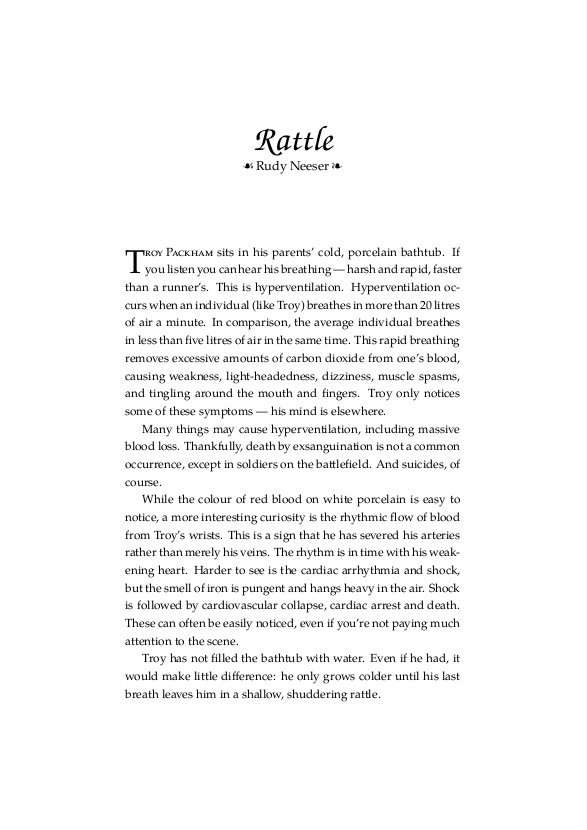 Rattle
☙ Rudy Neeser ❧
TROY PACKHAM sits in his parents’ cold, porcelain bathtub. If
you listen you can hear his breathing — harsh and rapid, faster
than a runner’s. This is hyperventilation. Hyperventilation oc-
curs when an individual (like Troy) breathes in more than 20 litres
of air a minute. In comparison, the average individual breathes
in less than five litres of air in the same time. This rapid breathing
removes excessive amounts of carbon dioxide from one’s blood,
causing weakness, light-headedness, dizziness, muscle spasms,
and tingling around the mouth and fingers. Troy only notices
some of these symptoms — his mind is elsewhere.
Many things may cause hyperventilation, including massive
blood loss. Thankfully, death by exsanguination is not a common
occurrence, except in soldiers on the battlefield. And suicides, of
course.
While the colour of red blood on white porcelain is easy to
notice, a more interesting curiosity is the rhythmic flow of blood
from Troy’s wrists. This is a sign that he has severed his arteries
rather than merely his veins. The rhythm is in time with his weak-
ening heart. Harder to see is the cardiac arrhythmia and shock,
but the smell of iron is pungent and hangs heavy in the air. Shock
is followed by cardiovascular collapse, cardiac arrest and death.
These can often be easily noticed, even if you’re not paying much
attention to the scene.
Troy has not filled the bathtub with water. Even if he had, it
would make little difference: he only grows colder until his last
breath leaves him in a shallow, shuddering rattle.